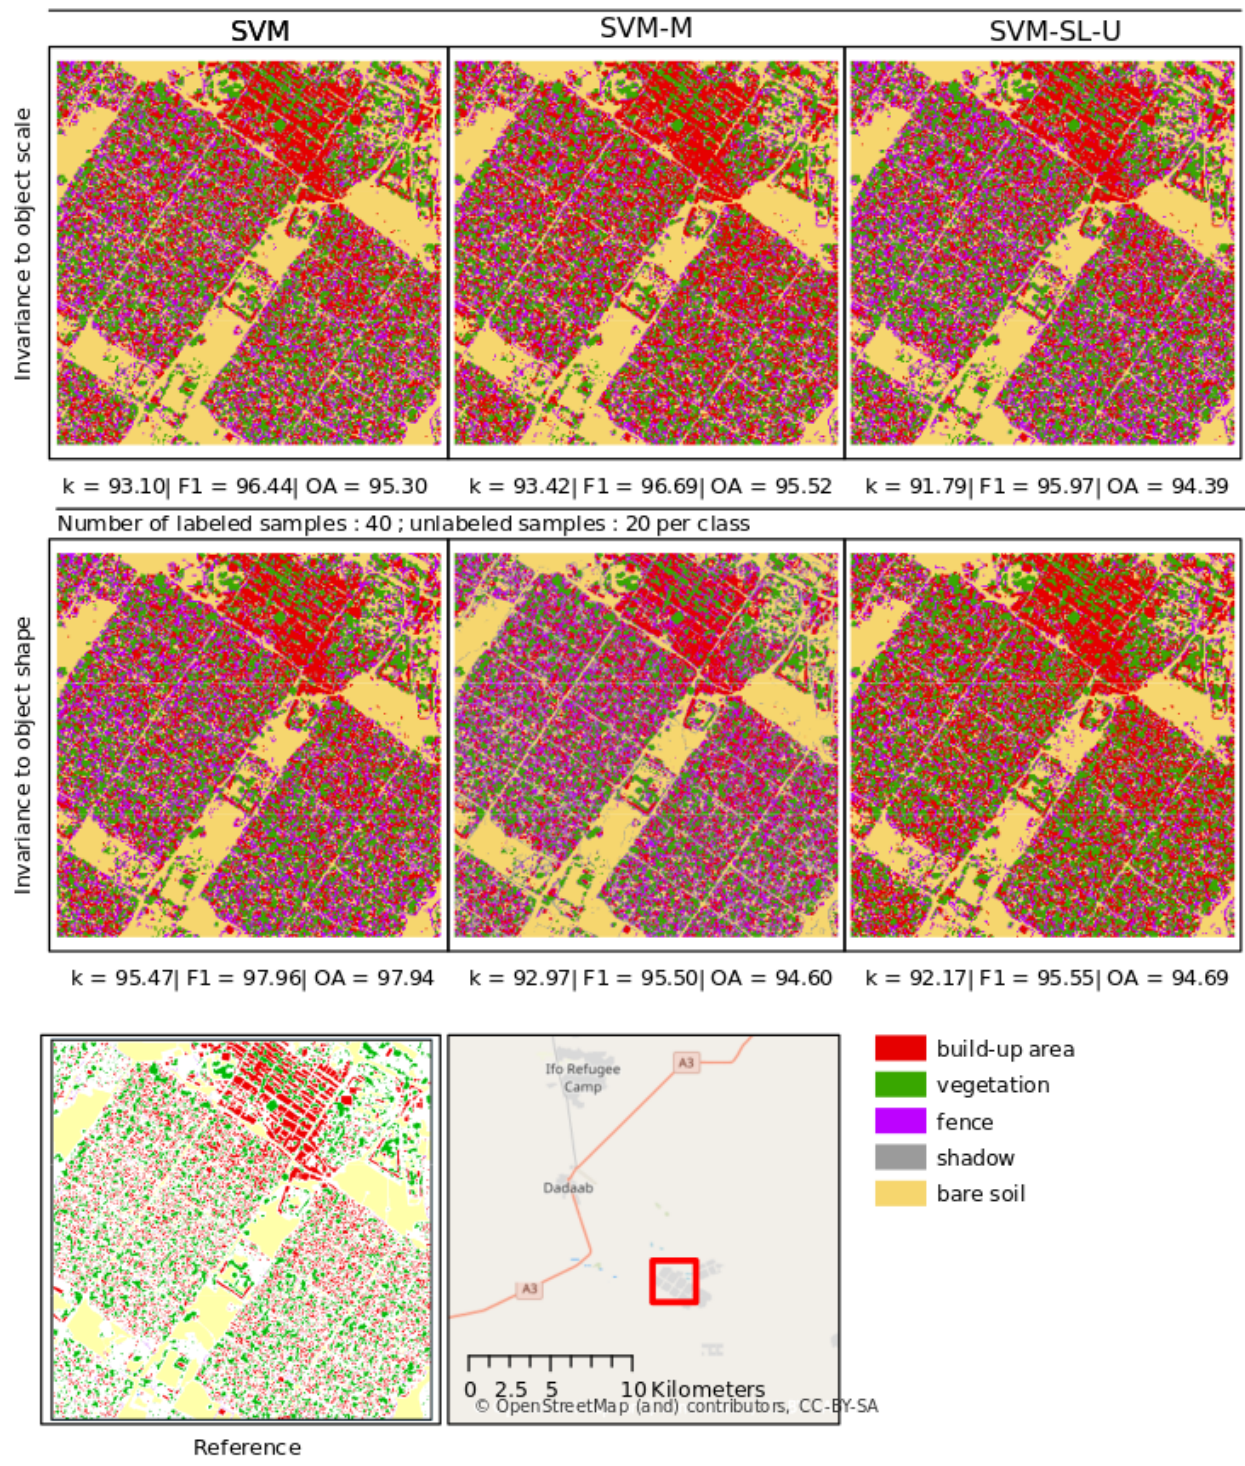 SVM
SVM-M
SVM-SL-U
Invariance to object scale
k = 93.10| F1 = 96.44| OA = 95.30
k = 93.42| F1 = 96.69| OA = 95.52
k = 91.79| F1 = 95.97| OA = 94.39
Number of labeled samples : 40 ; unlabeled samples : 20 per class
Invariance to object shape
k = 95.47| F1 = 97.96| OA = 97.94
k = 92.97| F1 = 95.50| OA = 94.60
k = 92.17| F1 = 95.55| OA = 94.69
Reference
Ifo Refugee
Camp
A3
Dadaab
A3
0 2.5 5 10 Kilometers
© OpenStreetMap (and) contributors, CC-BY-SA
build-up area
vegetation
fence
shadow
bare soil